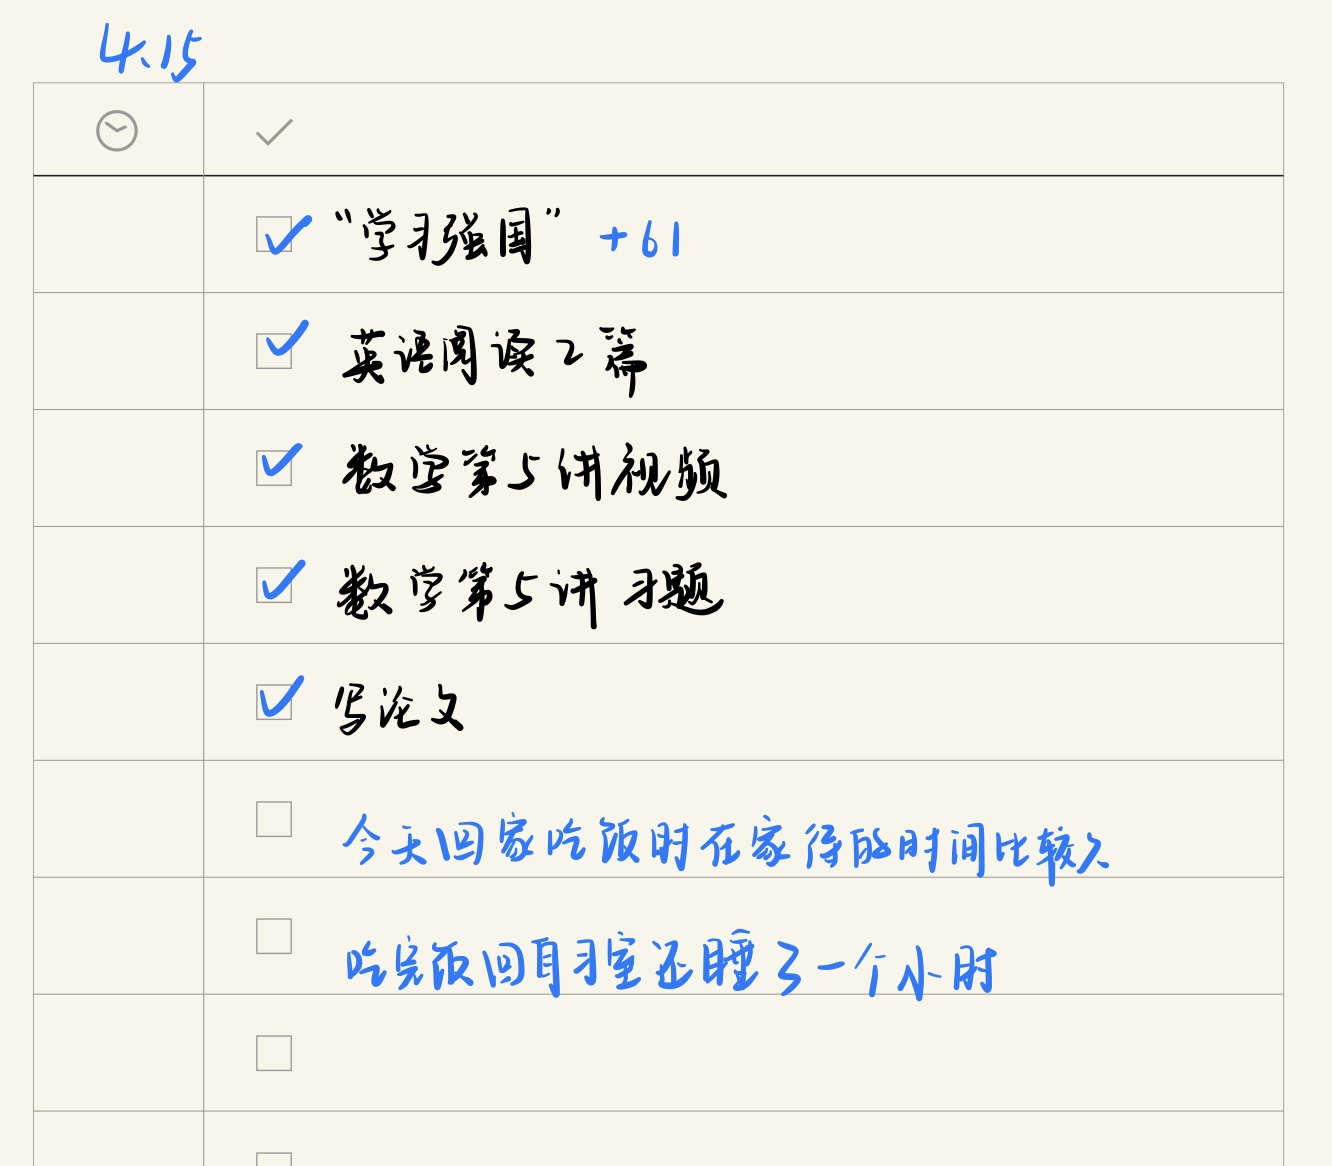 4.15
“学习强国” +61
英语阅读2篇
数学第5讲视频
数学第5讲 习题
写论文
今天回家吃饭时在家待的时间比较久
吃完饭回自习室还睡了一个小时